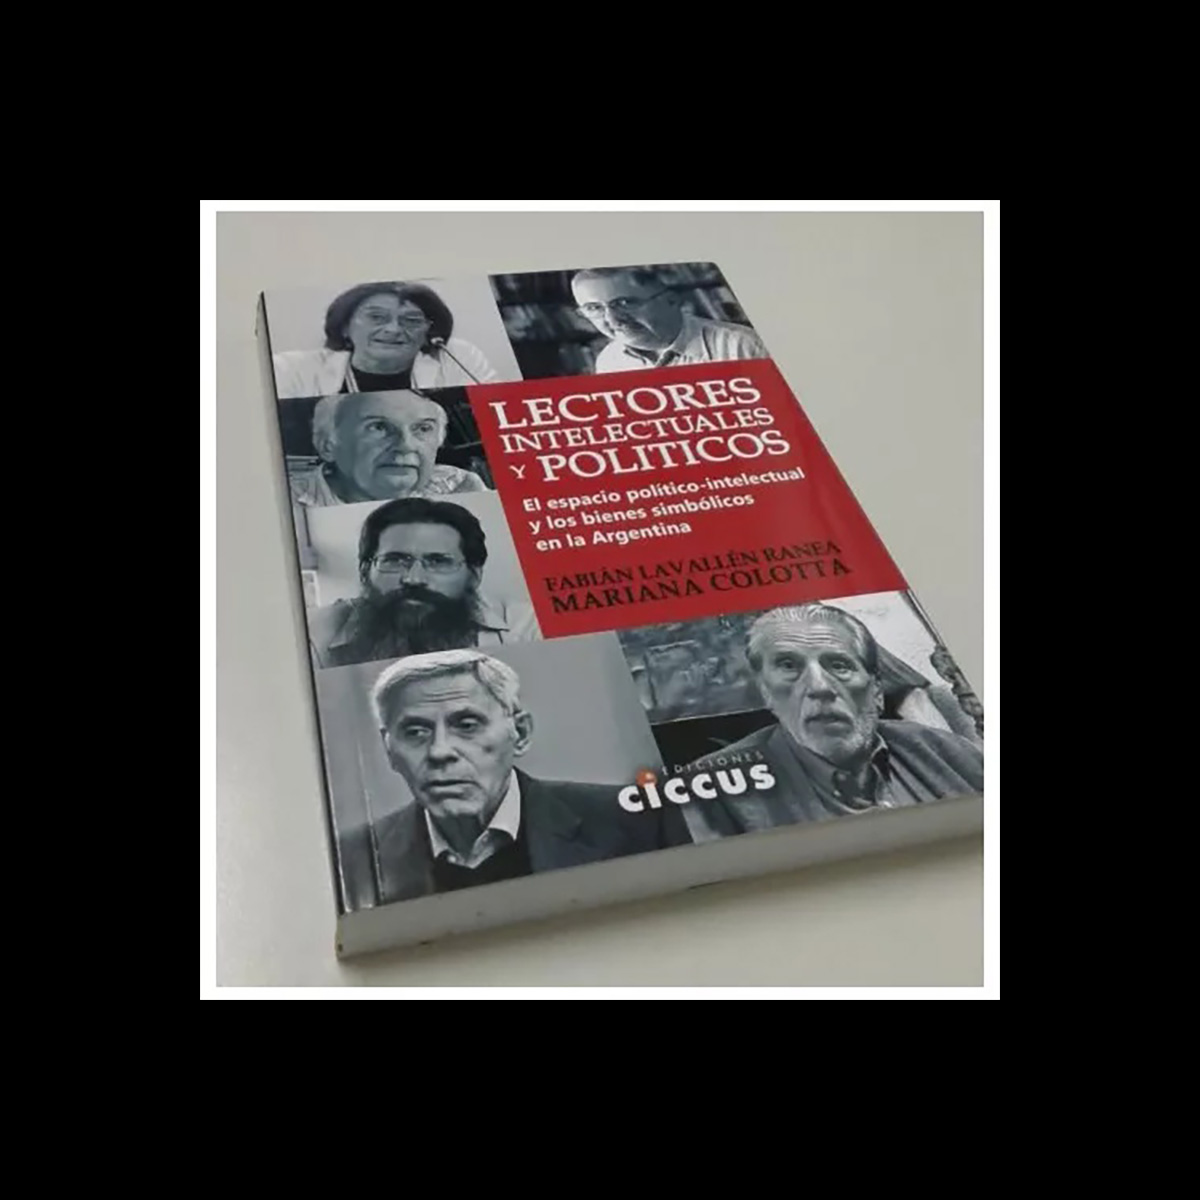 LECTORES
INTELECTUALES
Y POLITICOS
El espacio político-intelectual
y los bienes simbólicos
en la Argentina
FABIÁN LAVALLÉN RANEA
MARIANA COLOTTA
EDICIONES
CICCUS